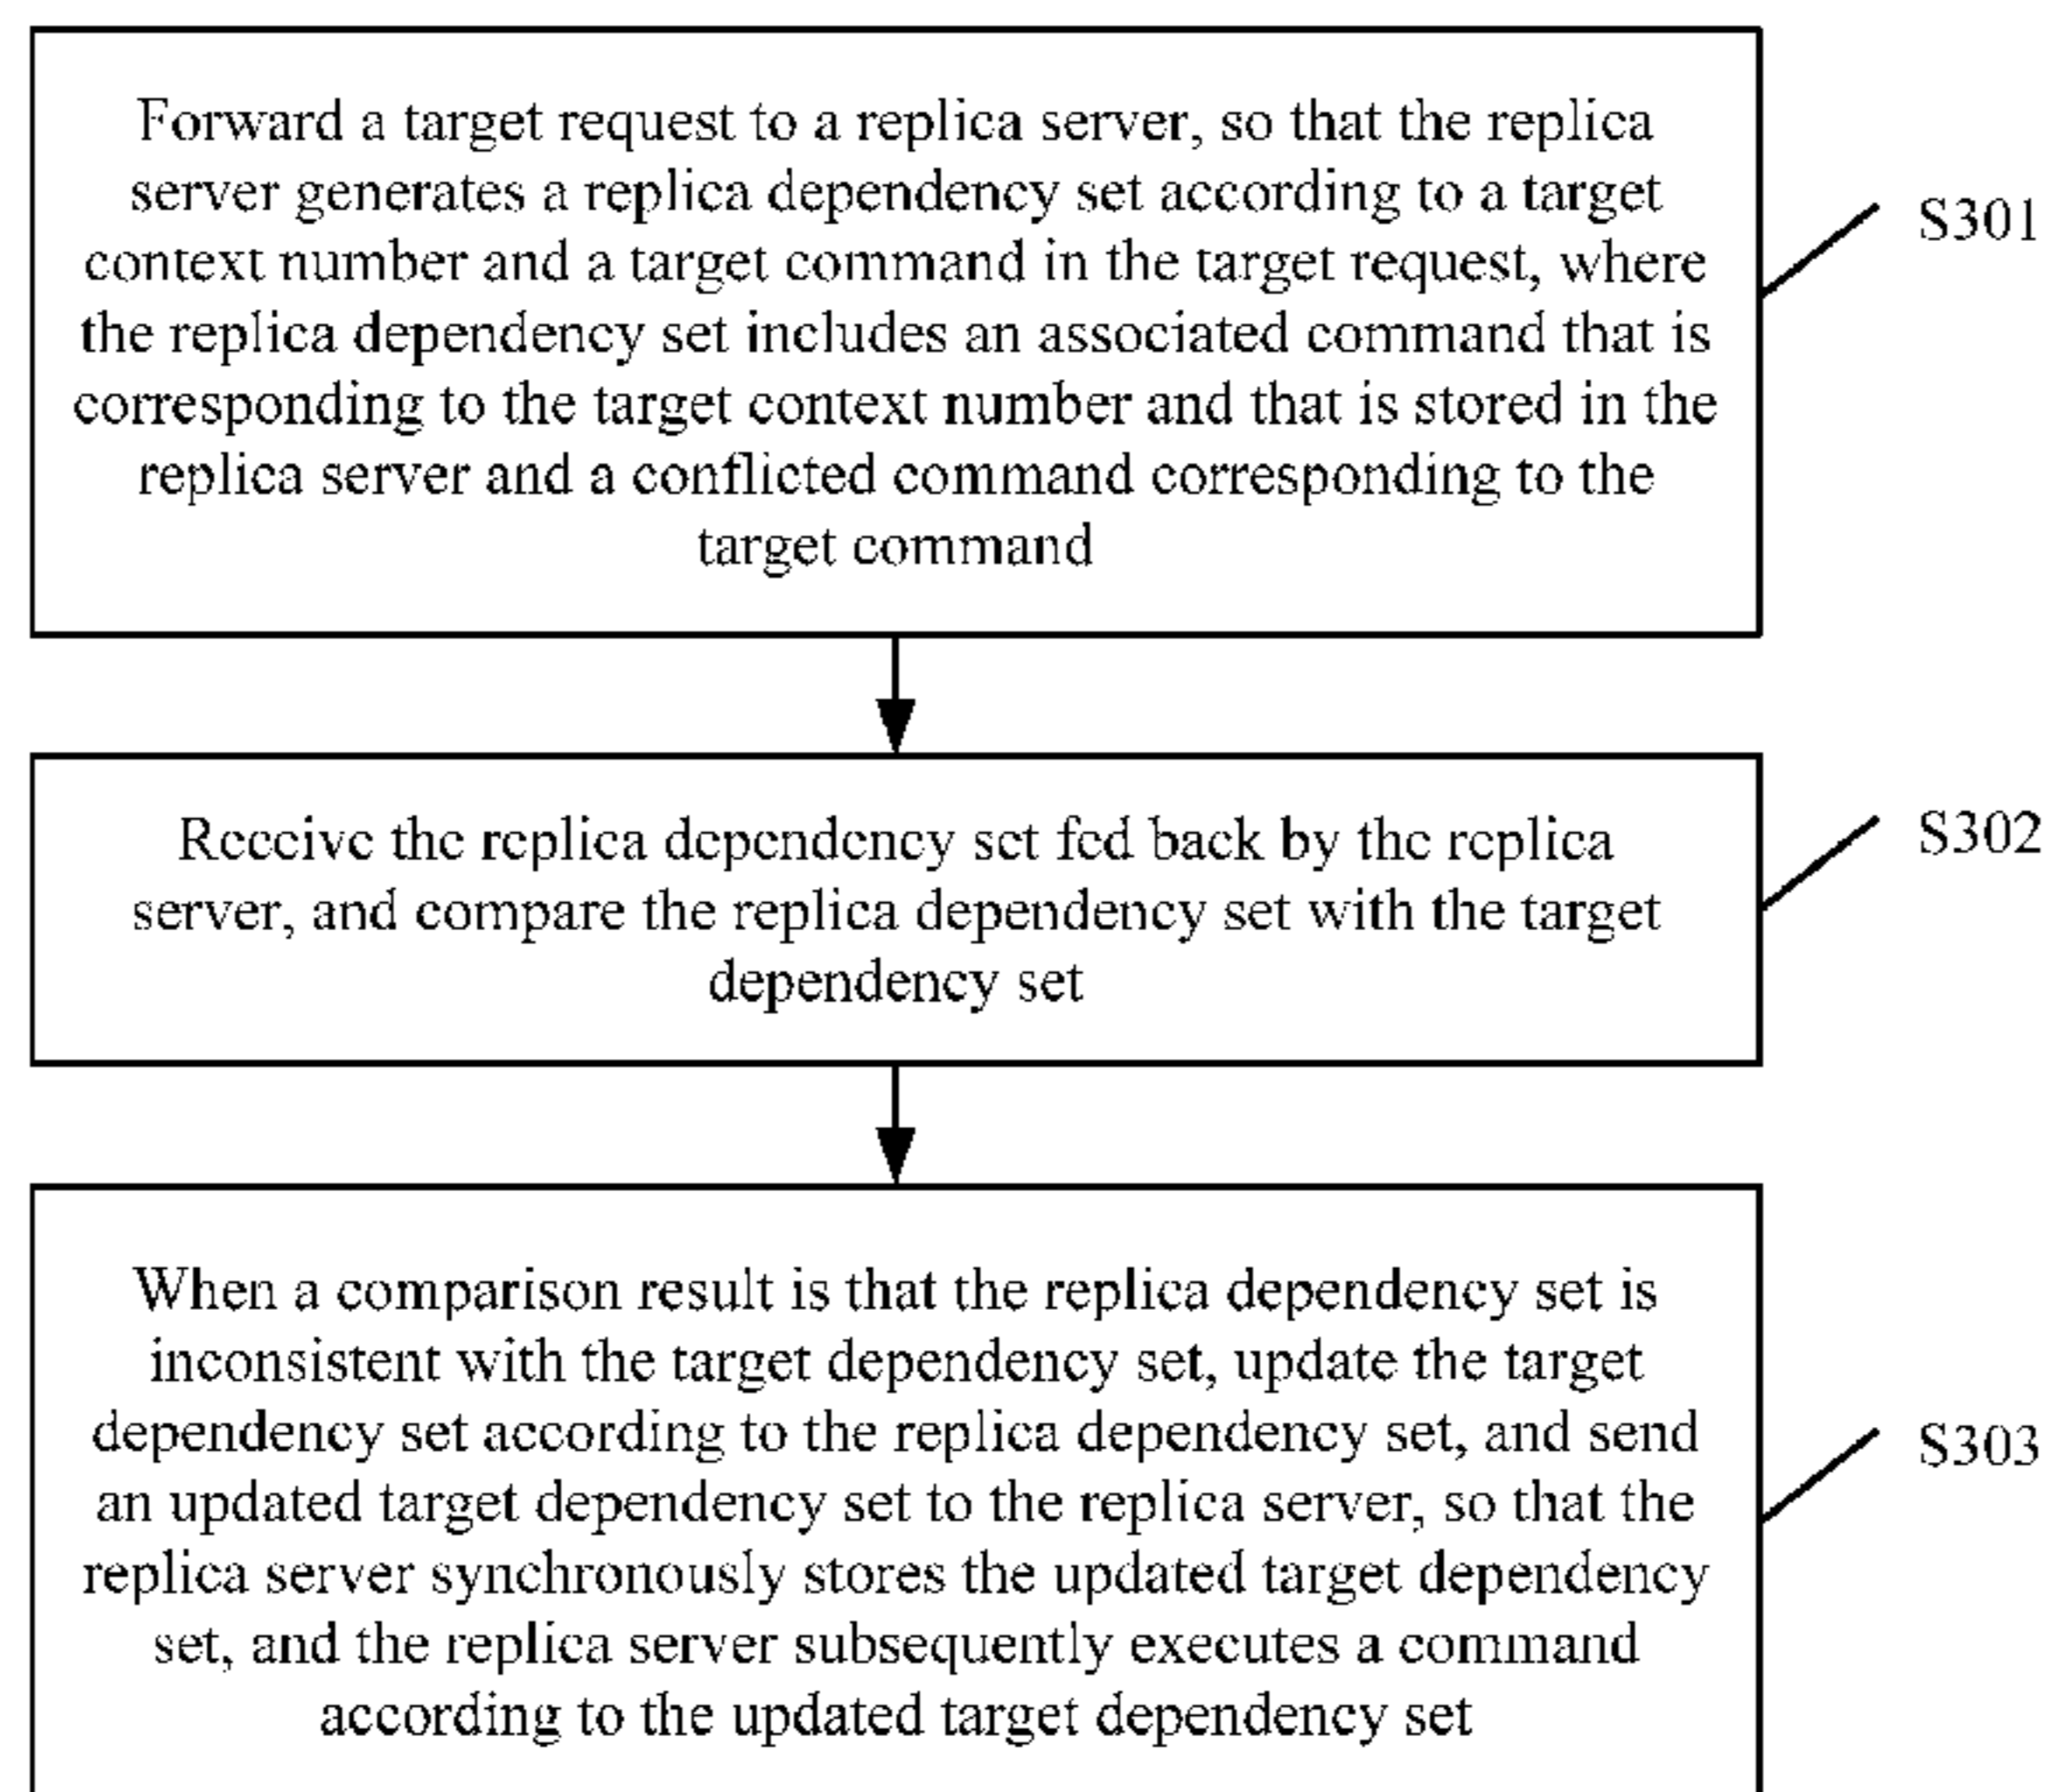 Forward a target request to a replica server, so that the replica
server generates a replica dependency set according to a target
context number and a target command in the target request, where
the replica dependency set includes an associated command that is
corresponding to the target context number and that is stored in the
replica server and a conflicted command corresponding to the
target command
S301
Receive the replica dependency set fed back by the replica
server, and compare the replica dependency set with the target
dependency set
S302
When a comparison result is that the replica dependency set is
inconsistent with the target dependency set, update the target
dependency set according to the replica dependency set, and send
an updated target dependency set to the replica server, so that the
replica server synchronously stores the updated target dependency
set, and the replica server subsequently executes a command
according to the updated target dependency set
S303